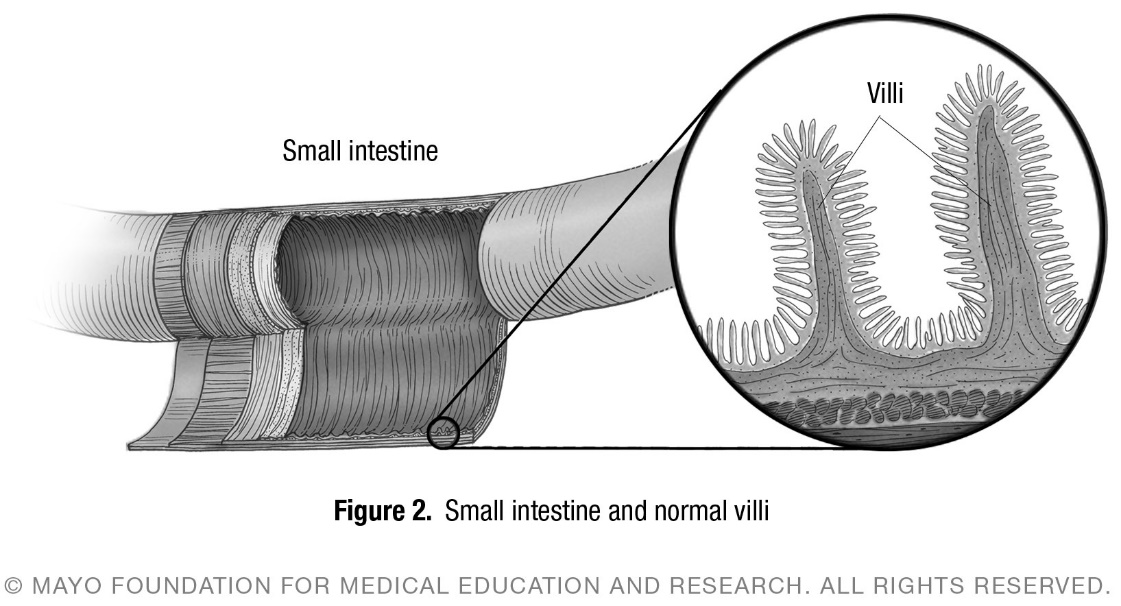 Villi
Small intestine
Figure 2. Small intestine and normal villi
© MAYO FOUNDATION FOR MEDICAL EDUCATION AND RESEARCH. ALL RIGHTS RESERVED.